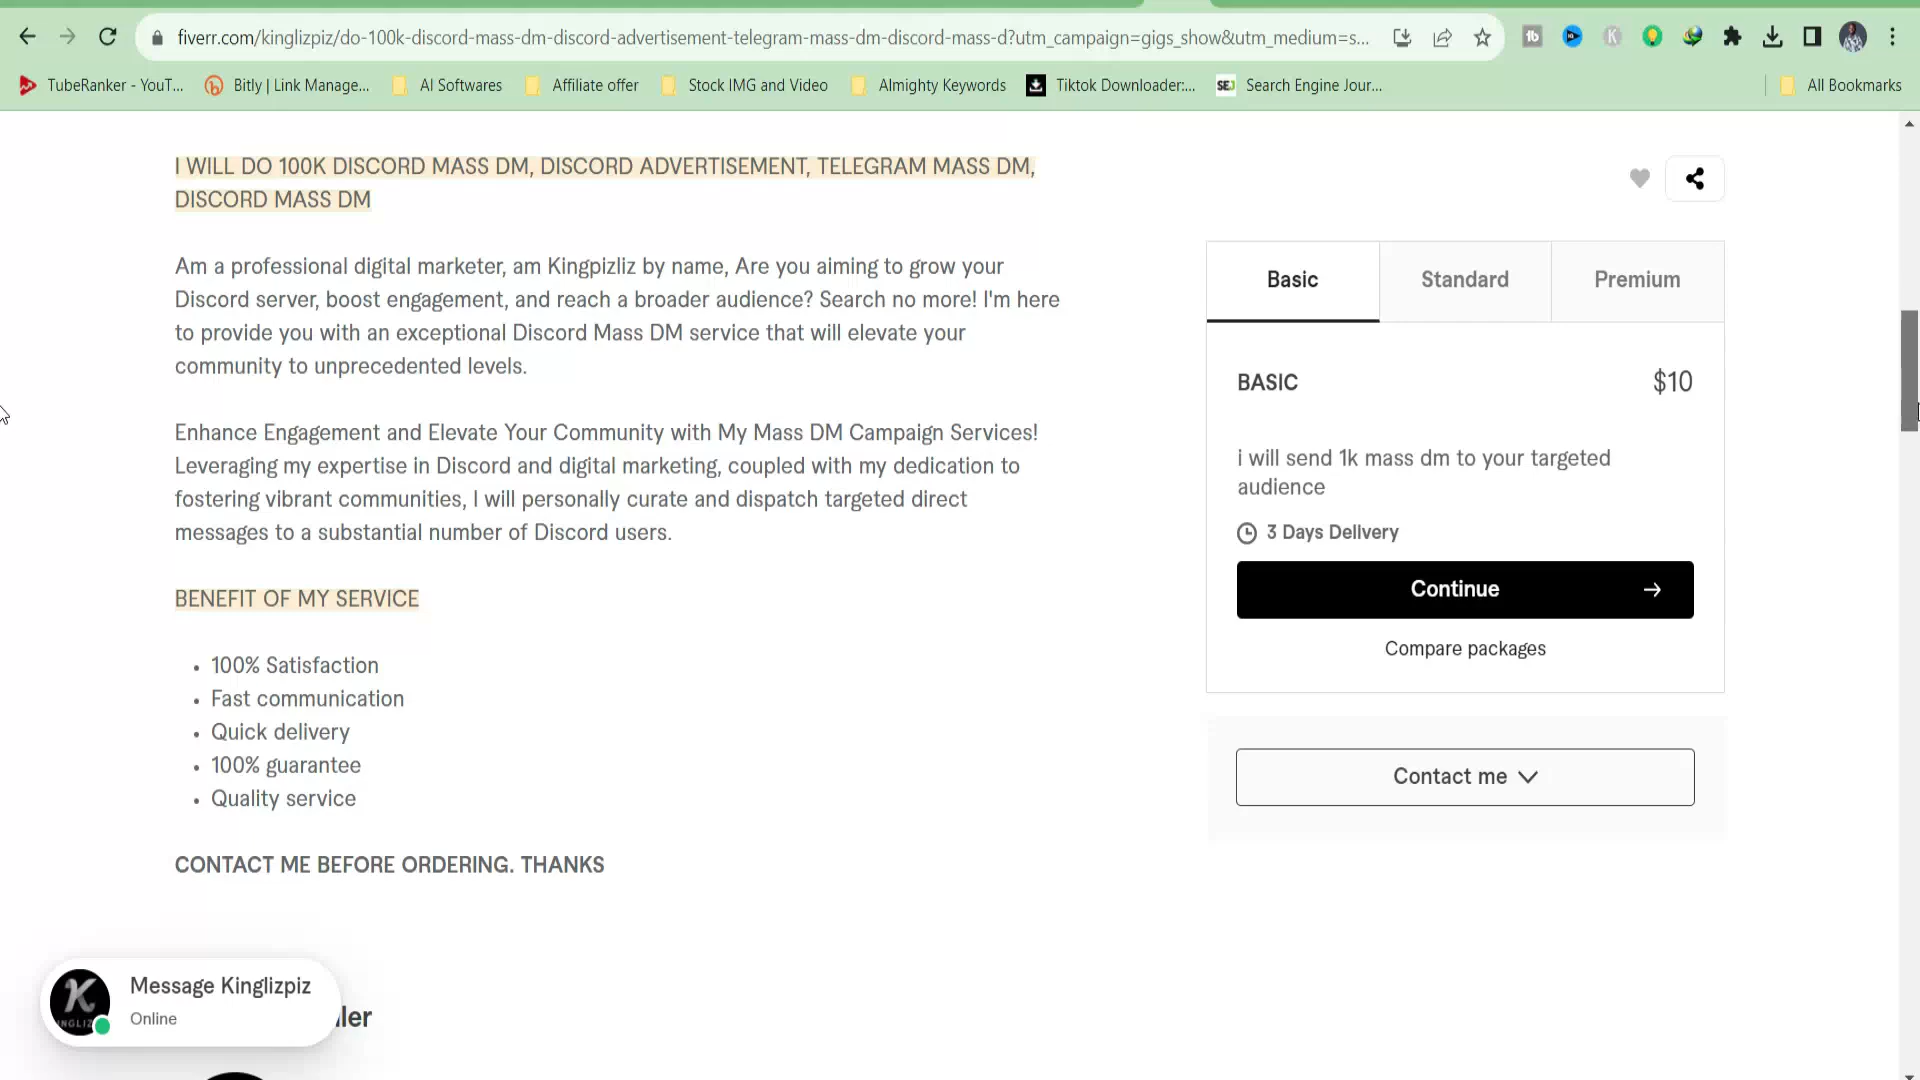 fiverr.com/kinglizpiz/do-100k-discord-mass-dm-discord-advertisement-telegram-mass-dm-discord-mass-d?utm_campaign=gigs_show&utm_medium=s...
TubeRanker - YouT...
Bitly | Link Manage...
AI Softwares
Affiliate offer
Stock IMG and Video
Almighty Keywords
Tiktok Downloader:...
SEJ
Search Engine Jour...
All Bookmarks
I WILL DO 100K DISCORD MASS DM, DISCORD ADVERTISEMENT, TELEGRAM MASS DM,
DISCORD MASS DM
Am a professional digital marketer, am Kingpizliz by name, Are you aiming to grow your
Discord server, boost engagement, and reach a broader audience? Search no more! I'm here
to provide you with an exceptional Discord Mass DM service that will elevate your
community to unprecedented levels.
Enhance Engagement and Elevate Your Community with My Mass DM Campaign Services!
Leveraging my expertise in Discord and digital marketing, coupled with my dedication to
fostering vibrant communities, I will personally curate and dispatch targeted direct
messages to a substantial number of Discord users.
BENEFIT OF MY SERVICE
• 100% Satisfaction
• Fast communication
• Quick delivery
• 100% guarantee
• Quality service
CONTACT ME BEFORE ORDERING. THANKS
Basic
Standard
Premium
BASIC
$10
i will send 1k mass dm to your targeted
audience
3 Days Delivery
Continue
Compare packages
Contact me
Message Kinglizpiz
Online
ler